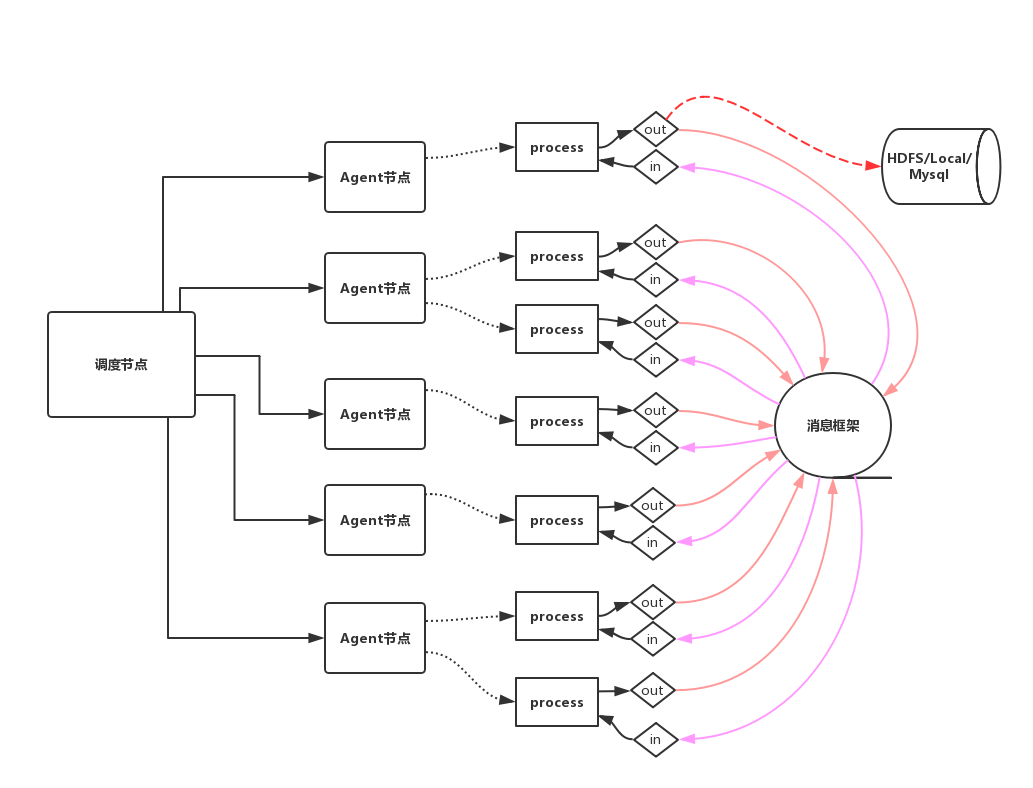 调度节点
Agent节点
Agent节点
Agent节点
Agent节点
Agent节点
process
out
in
process
out
in
process
out
in
process
out
in
process
out
in
process
out
in
process
out
in
消息框架
HDFS/Local/
Mysql